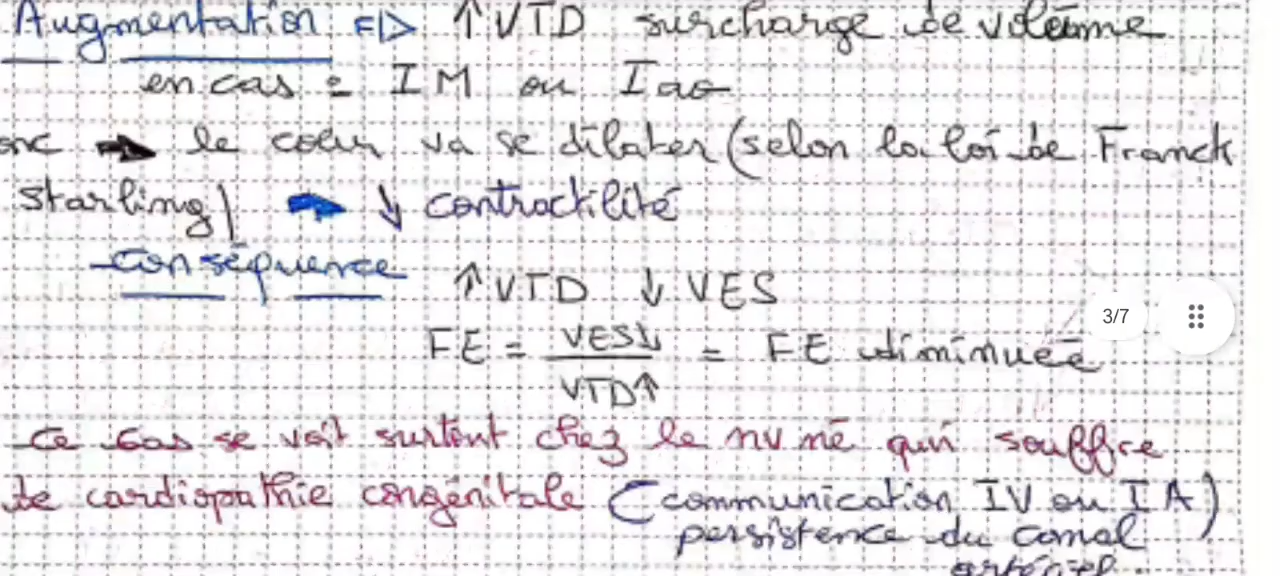 Augmentation ⇨ ↑ VTD surcharge de volume
en cas = IM ou Iao
onc ➡ le cœur va se dilater (selon la loi de Franck
Starling) ➡ ↓ contractilité
Conséquence ↑ VTD ↓ VES
3/7
FE = VES↓ / VTD↑ = FE diminuée
Ce cas se voit surtout chez le nv né qui souffre
de cardiopathie congénitale (communication IV ou IA)
persistence du canal
artériel.